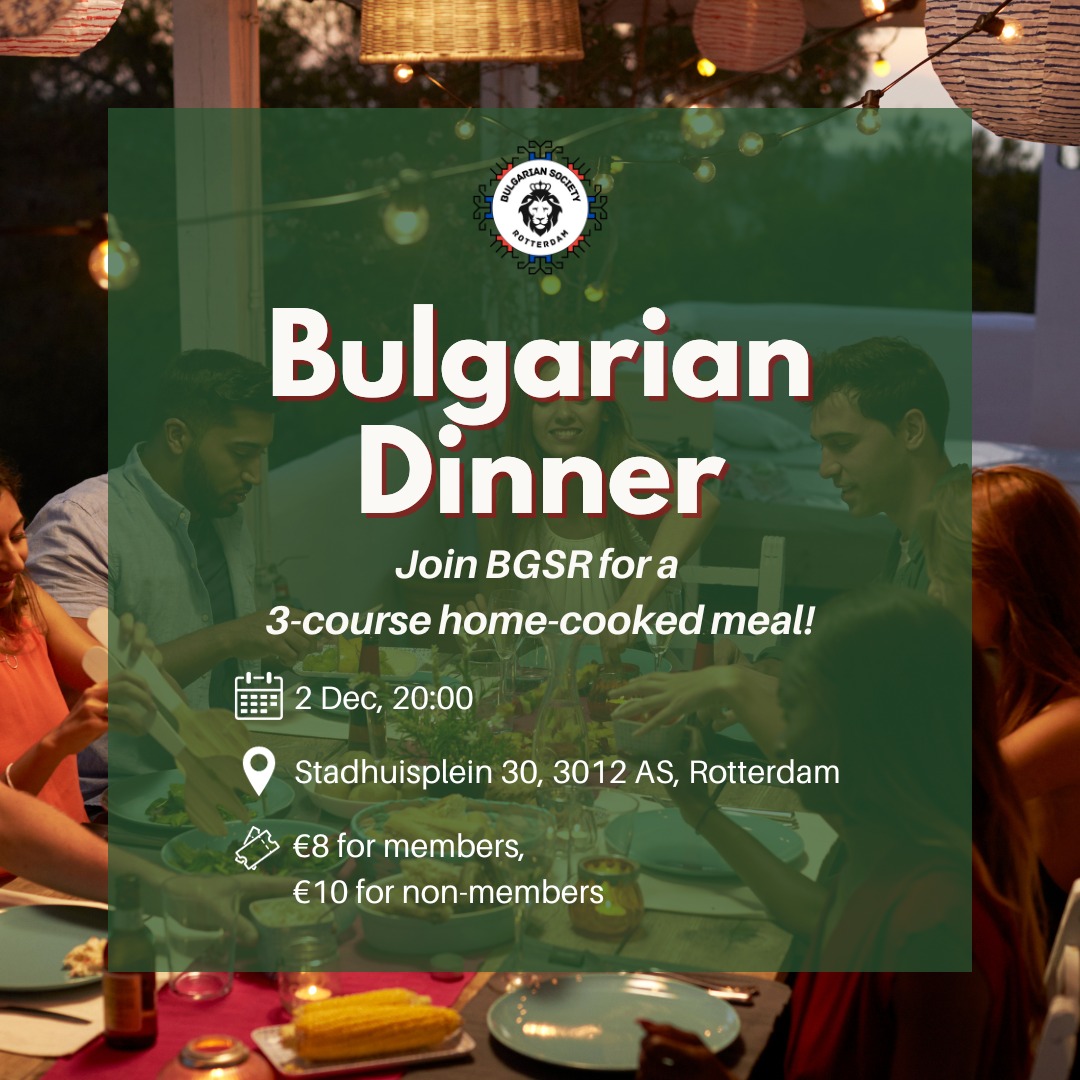 BULGARIAN SOCIETY
ROTTERDAM
Bulgarian
Dinner
Join BGSR for a
3-course home-cooked meal!
2 Dec, 20:00
Stadhuisplein 30, 3012 AS, Rotterdam
€8 for members,
€10 for non-members